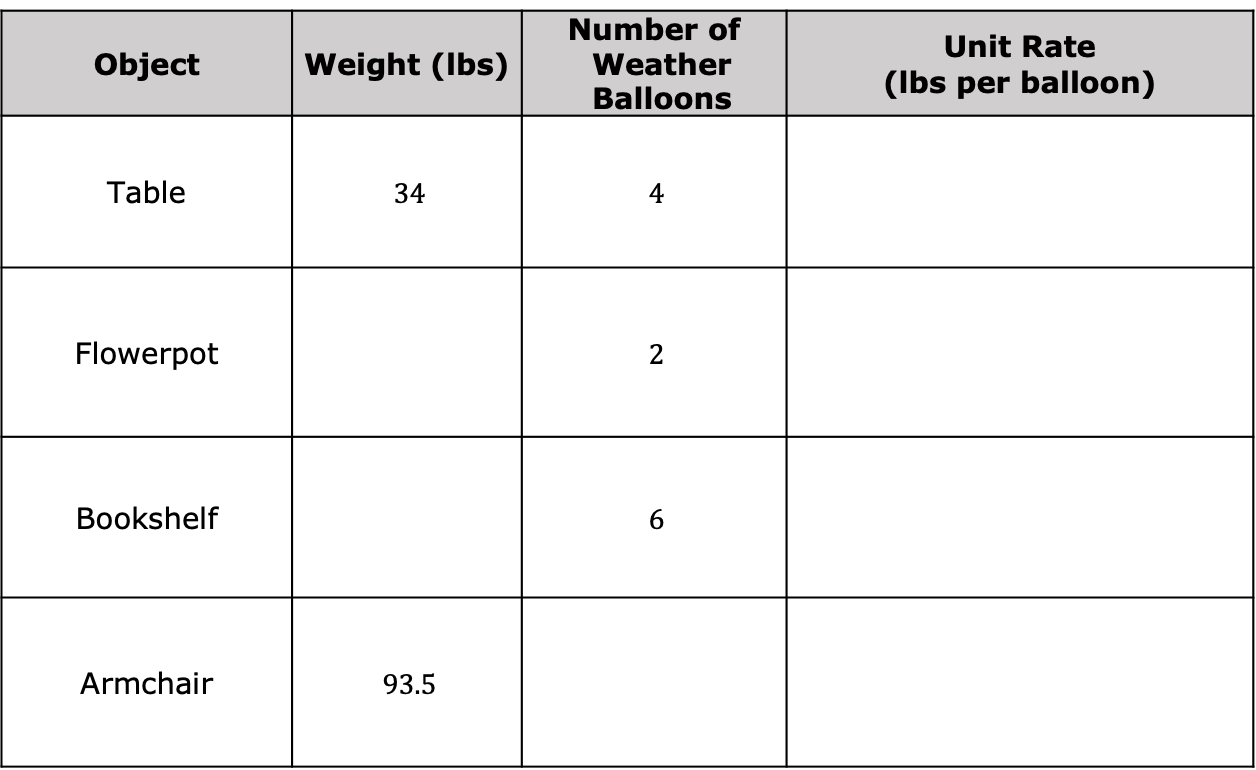 Object
Weight (lbs)
Number of
Weather
Balloons
Unit Rate
(lbs per balloon)
Table
34
4
Flowerpot
2
Bookshelf
6
Armchair
93.5